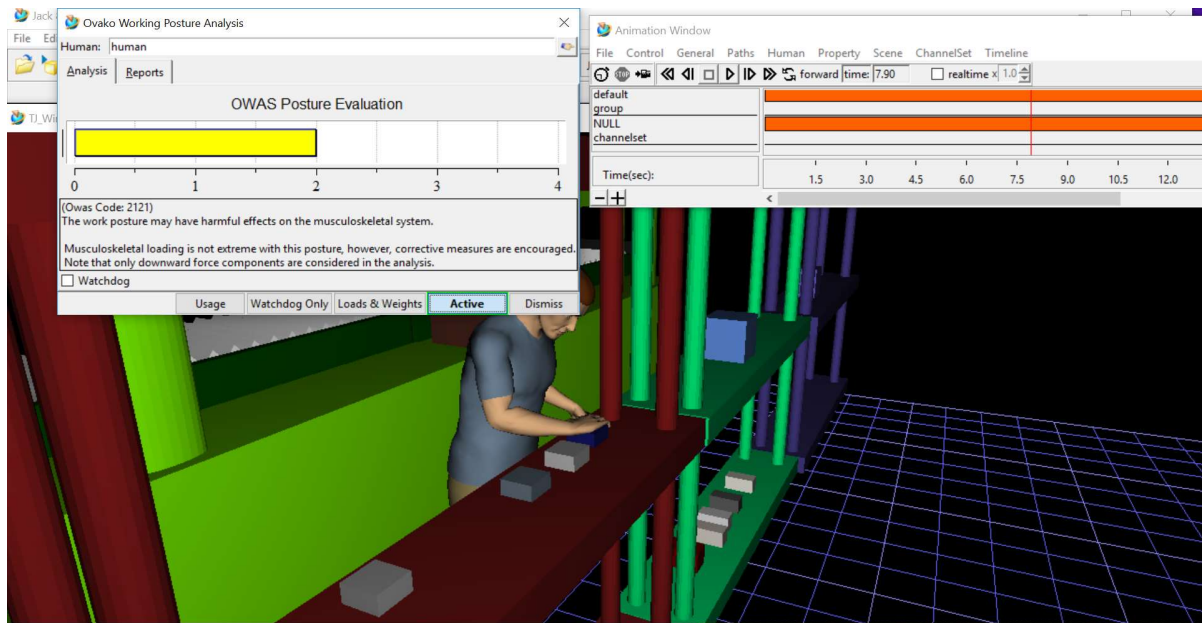 Jack
File Ed
TJ_Wi
Ovako Working Posture Analysis
Human: human
Analysis Reports
OWAS Posture Evaluation
0 1 2 3 4
(Owas Code: 2121)
The work posture may have harmful effects on the musculoskeletal system.
Musculoskeletal loading is not extreme with this posture, however, corrective measures are encouraged.
Note that only downward force components are considered in the analysis.
Watchdog
Usage Watchdog Only Loads & Weights Active Dismiss
Animation Window
File Control General Paths Human Property Scene ChannelSet Timeline
STOP forward time: 7.90 realtime x 1.0
default
group
NULL
channelset
Time(sec): 1.5 3.0 4.5 6.0 7.5 9.0 10.5 12.0